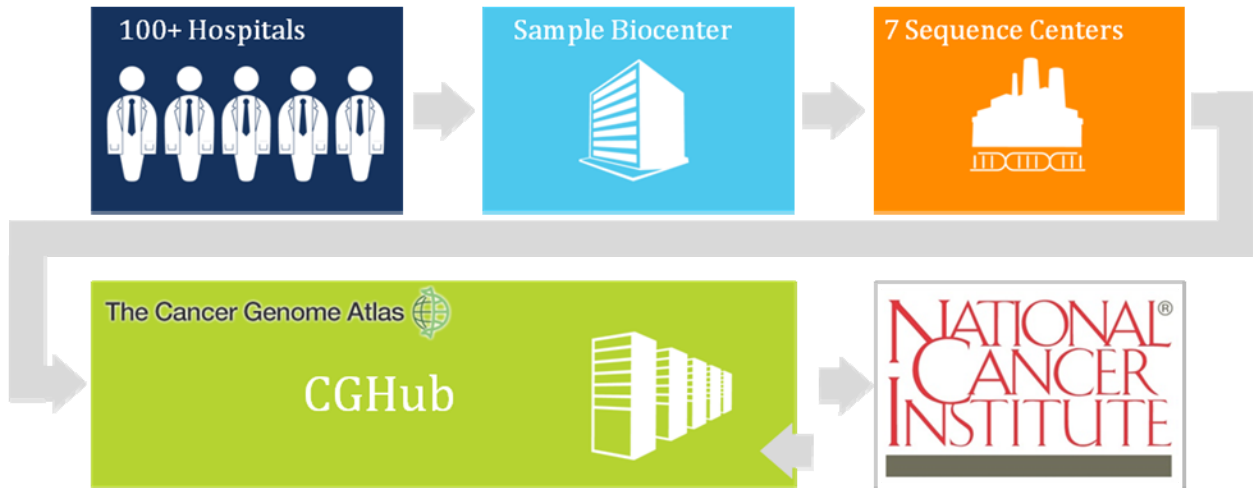 100+ Hospitals
Sample Biocenter
7 Sequence Centers
The Cancer Genome Atlas
CGHub
NATIONAL®
CANCER
INSTITUTE